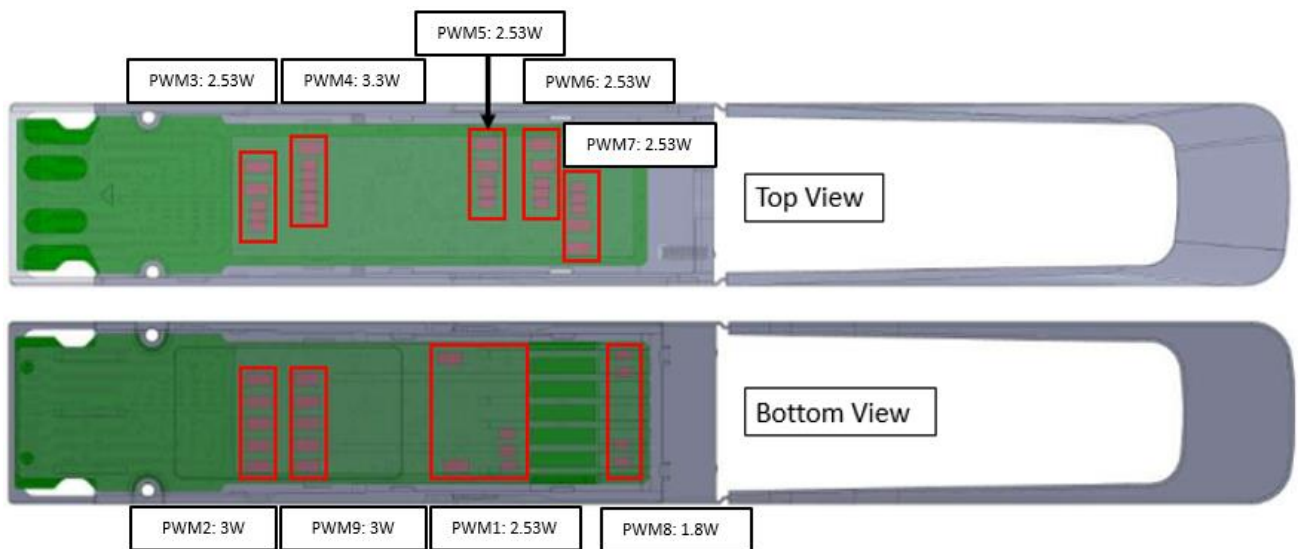 PWM5: 2.53W
PWM3: 2.53W
PWM4: 3.3W
PWM6: 2.53W
PWM7: 2.53W
Top View
Bottom View
PWM2: 3W
PWM9: 3W
PWM1: 2.53W
PWM8: 1.8W